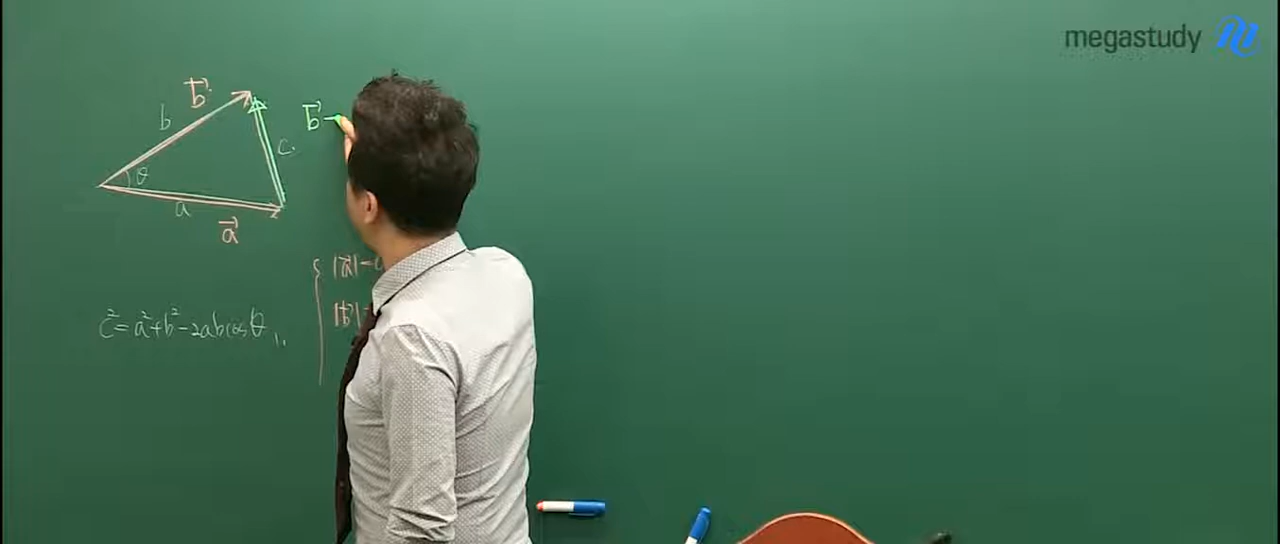 megastudy
b⃗
b
b⃗ -
θ
c
a
a⃗
|a⃗| =
|b⃗|
c² = a² + b² - 2ab cos θ